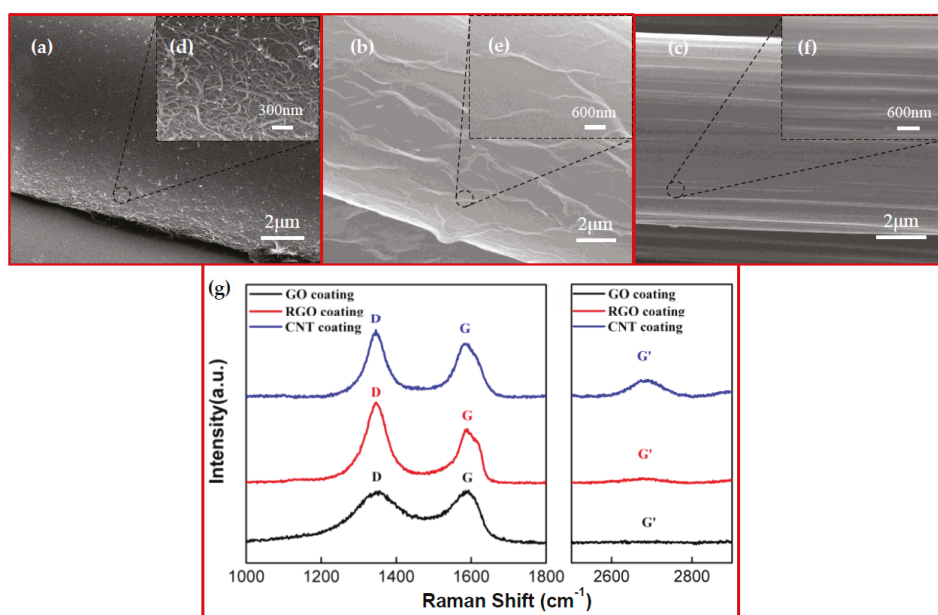 (a)
(d)
300nm
2μm
(b)
(e)
600nm
2μm
(c)
(f)
600nm
2μm
(g)
GO coating
RGO coating
CNT coating
D
G
D
G
D
G
GO coating
RGO coating
CNT coating
G'
G'
G'
Intensity(a.u.)
1000 1200 1400 1600 1800
2600 2800
Raman Shift (cm⁻¹)